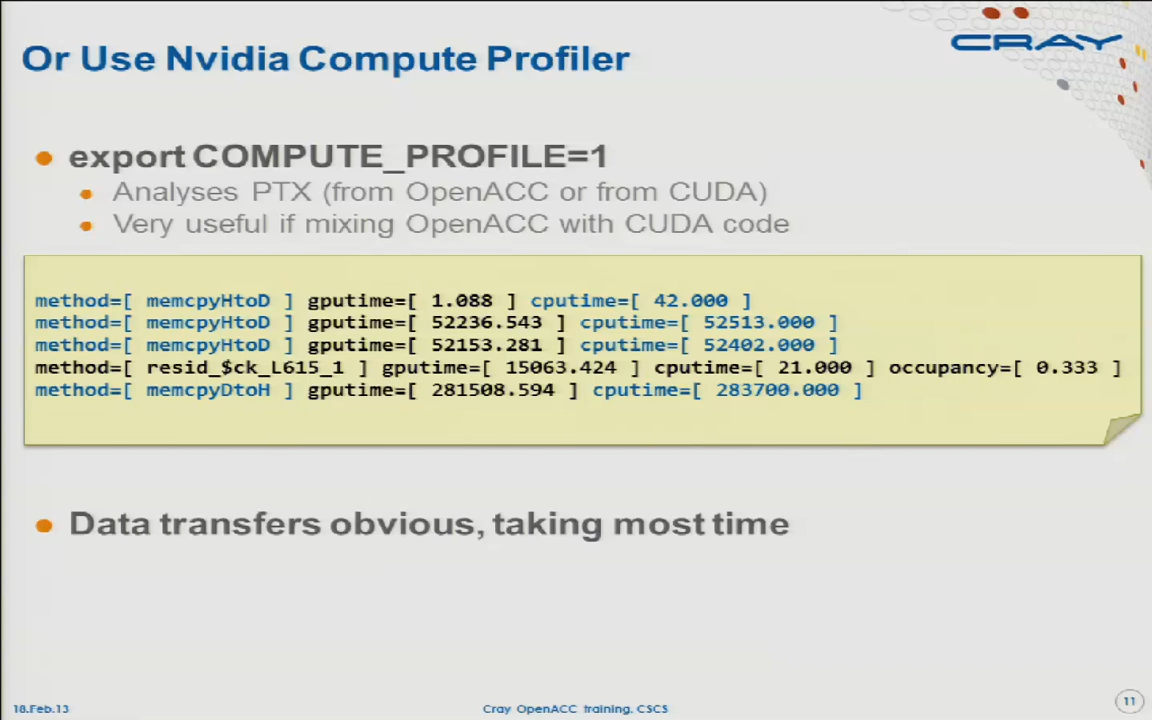 CRAY
Or Use Nvidia Compute Profiler
export COMPUTE_PROFILE=1
Analyses PTX (from OpenACC or from CUDA)
Very useful if mixing OpenACC with CUDA code
method=[ memcpyHtoD ] gputime=[ 1.088 ] cputime=[ 42.000 ]
method=[ memcpyHtoD ] gputime=[ 52236.543 ] cputime=[ 52513.000 ]
method=[ memcpyHtoD ] gputime=[ 52153.281 ] cputime=[ 52402.000 ]
method=[ resid_$ck_L615_1 ] gputime=[ 15063.424 ] cputime=[ 21.000 ] occupancy=[ 0.333 ]
method=[ memcpyDtoH ] gputime=[ 281508.594 ] cputime=[ 283700.000 ]
Data transfers obvious, taking most time
18.Feb.13
Cray OpenACC training, CSCS
11